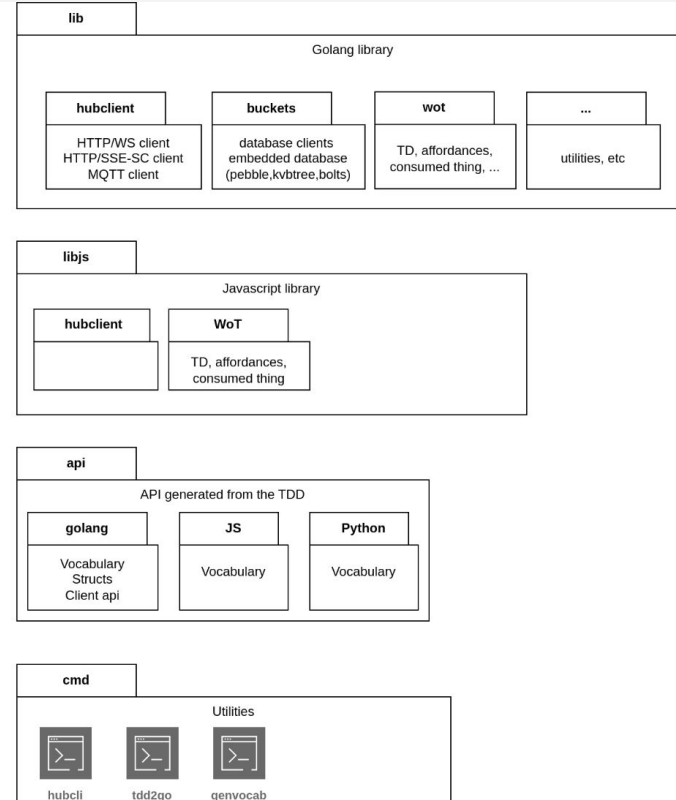 lib
Golang library
hubclient
HTTP/WS client
HTTP/SSE-SC client
MQTT client
buckets
database clients
embedded database
(pebble,kvbtree,bolts)
wot
TD, affordances,
consumed thing, ...
...
utilities, etc
libjs
Javascript library
hubclient
WoT
TD, affordances,
consumed thing
api
API generated from the TDD
golang
Vocabulary
Structs
Client api
JS
Vocabulary
Python
Vocabulary
cmd
Utilities
hubcli
tdd2go
genvocab